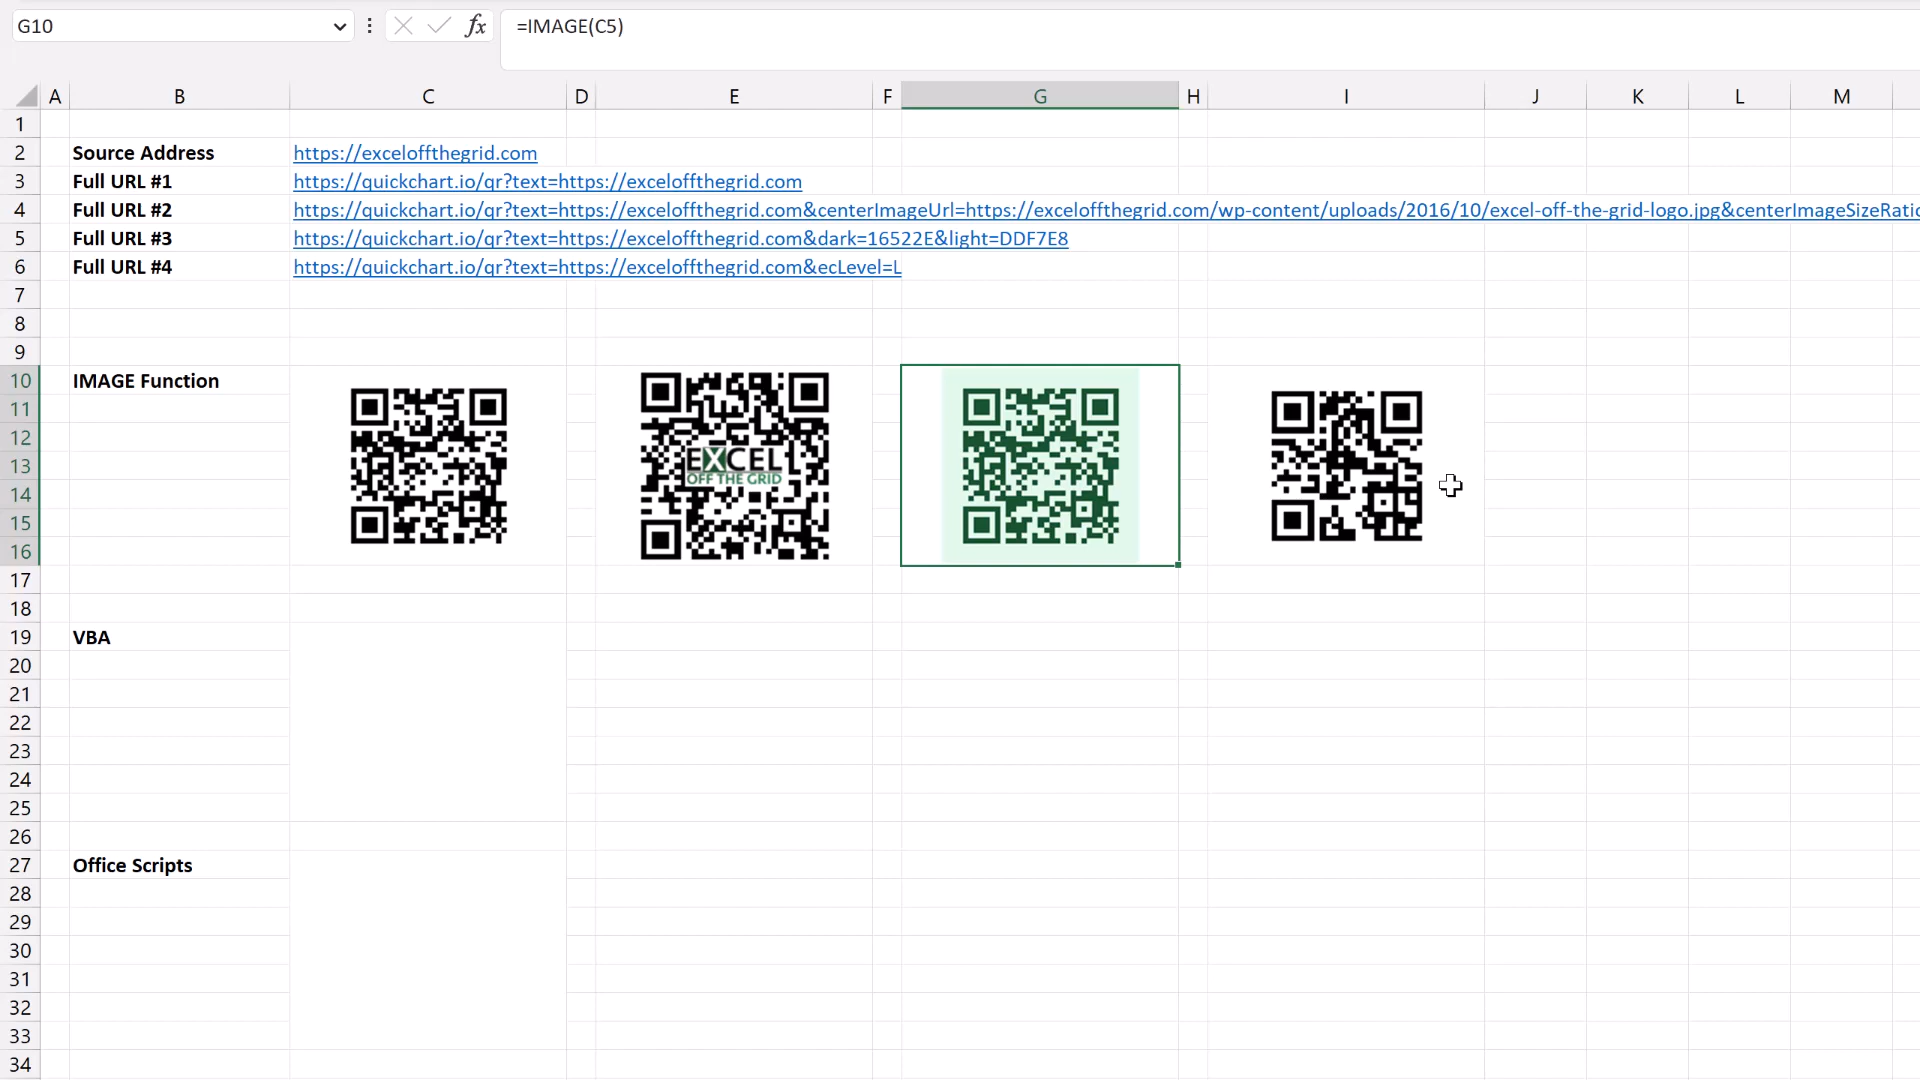 G10 fx =IMAGE(C5)
A B C D E F G H I J K L M
1
2 Source Address https://exceloffthegrid.com
3 Full URL #1 https://quickchart.io/qr?text=https://exceloffthegrid.com
4 Full URL #2 https://quickchart.io/qr?text=https://exceloffthegrid.com&centerImageUrl=https://exceloffthegrid.com/wp-content/uploads/2016/10/excel-off-the-grid-logo.jpg&centerImageSizeRatio
5 Full URL #3 https://quickchart.io/qr?text=https://exceloffthegrid.com&dark=16522E&light=DDF7E8
6 Full URL #4 https://quickchart.io/qr?text=https://exceloffthegrid.com&ecLevel=L
7
8
9
10 IMAGE Function
11
12
13 EXCEL
OFF THE GRID
14
15
16
17
18
19 VBA
20
21
22
23
24
25
26
27 Office Scripts
28
29
30
31
32
33
34